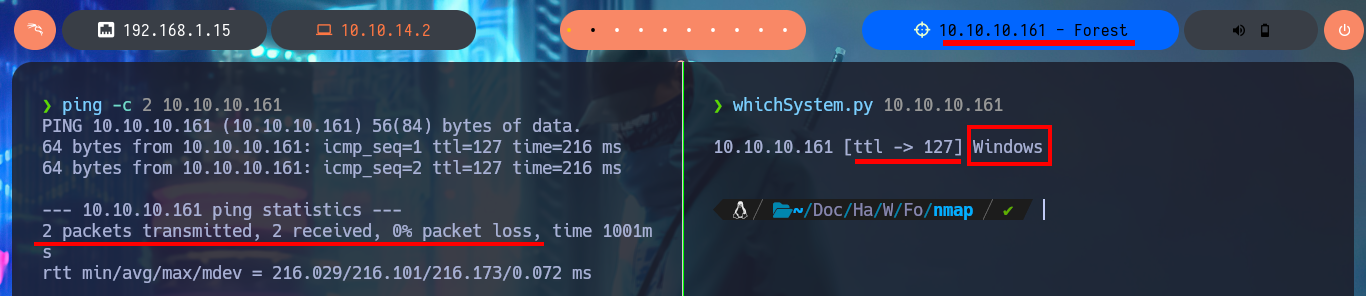 192.168.1.15
10.10.14.2
10.10.10.161 - Forest
❯ ping -c 2 10.10.10.161
PING 10.10.10.161 (10.10.10.161) 56(84) bytes of data.
64 bytes from 10.10.10.161: icmp_seq=1 ttl=127 time=216 ms
64 bytes from 10.10.10.161: icmp_seq=2 ttl=127 time=216 ms
--- 10.10.10.161 ping statistics ---
2 packets transmitted, 2 received, 0% packet loss, time 1001m
s
rtt min/avg/max/mdev = 216.029/216.101/216.173/0.072 ms
❯ whichSystem.py 10.10.10.161
10.10.10.161 [ttl -> 127] Windows
/ ~/Doc/Ha/W/Fo/nmap / ✔